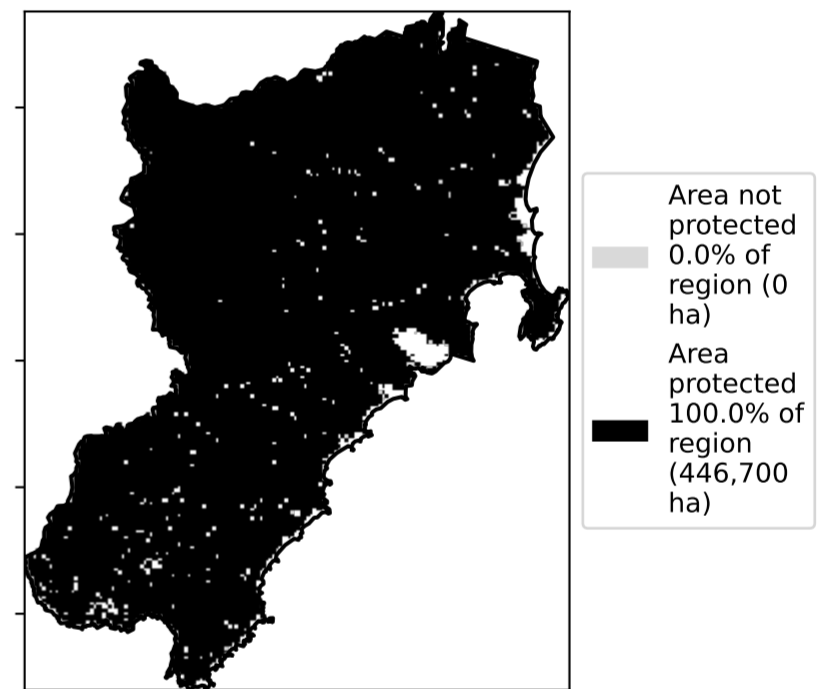 Area not
protected
0.0% of
region (0
ha)
Area
protected
100.0% of
region
(446,700
ha)